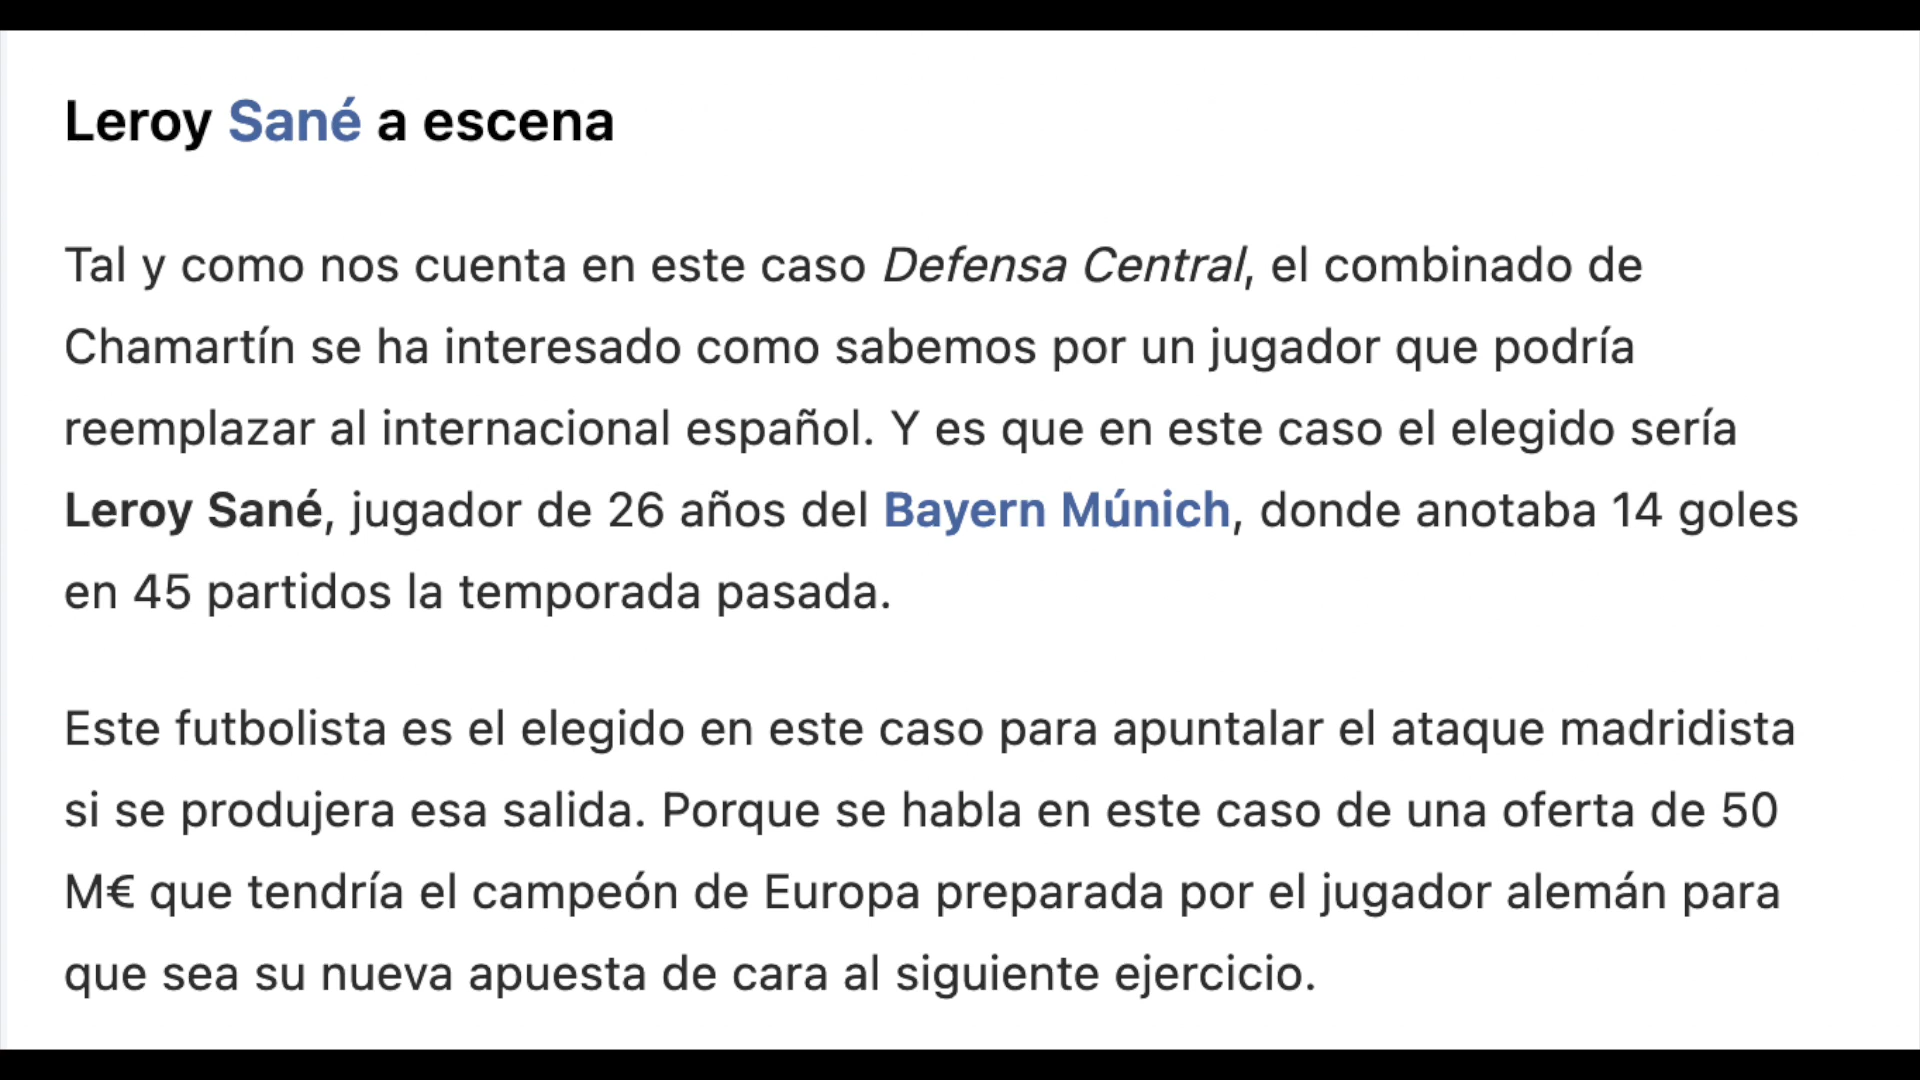 Leroy Sané a escena
Tal y como nos cuenta en este caso Defensa Central, el combinado de
Chamartín se ha interesado como sabemos por un jugador que podría
reemplazar al internacional español. Y es que en este caso el elegido sería
Leroy Sané, jugador de 26 años del Bayern Múnich, donde anotaba 14 goles
en 45 partidos la temporada pasada.
Este futbolista es el elegido en este caso para apuntalar el ataque madridista
si se produjera esa salida. Porque se habla en este caso de una oferta de 50
M€ que tendría el campeón de Europa preparada por el jugador alemán para
que sea su nueva apuesta de cara al siguiente ejercicio.